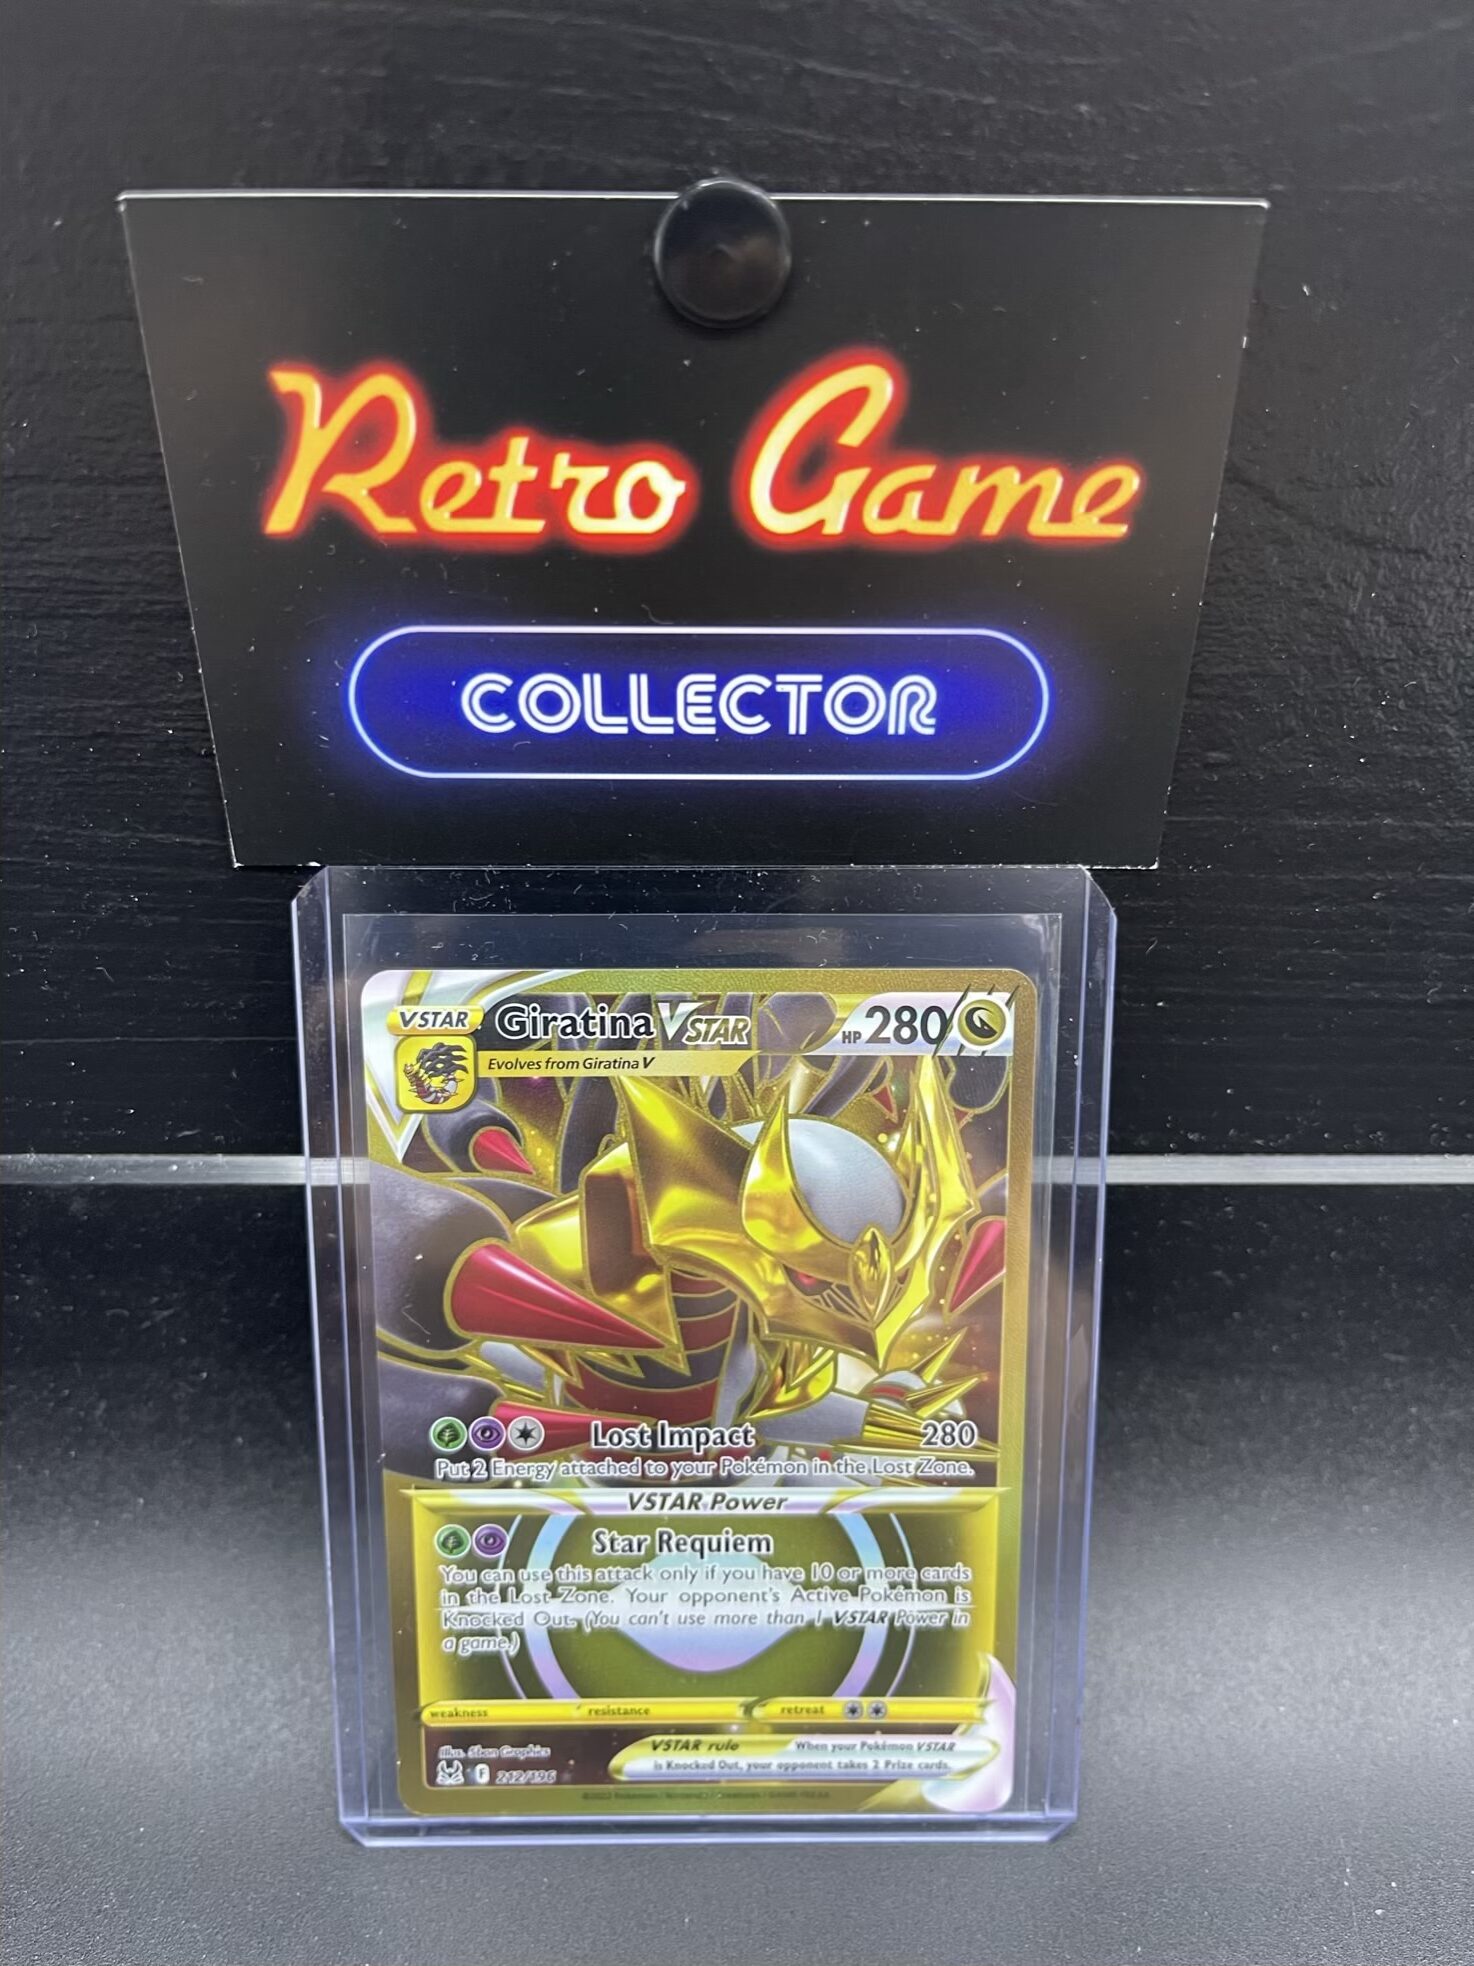 Retro Game
COLLECTOR
VSTAR Giratina VSTAR HP 280
Evolves from Giratina V
Lost Impact 280
Put 2 Energy attached to your Pokémon in the Lost Zone.
VSTAR Power
Star Requiem
You can use this attack only if you have 10 or more cards
in the Lost Zone. Your opponent's Active Pokémon is
Knocked Out. (You can't use more than 1 VSTAR Power in
a game.)
weakness resistance retreat
Illus. 5ban Graphics
VSTAR rule When your Pokémon VSTAR
is Knocked Out, your opponent takes 2 Prize cards.
F 212/196